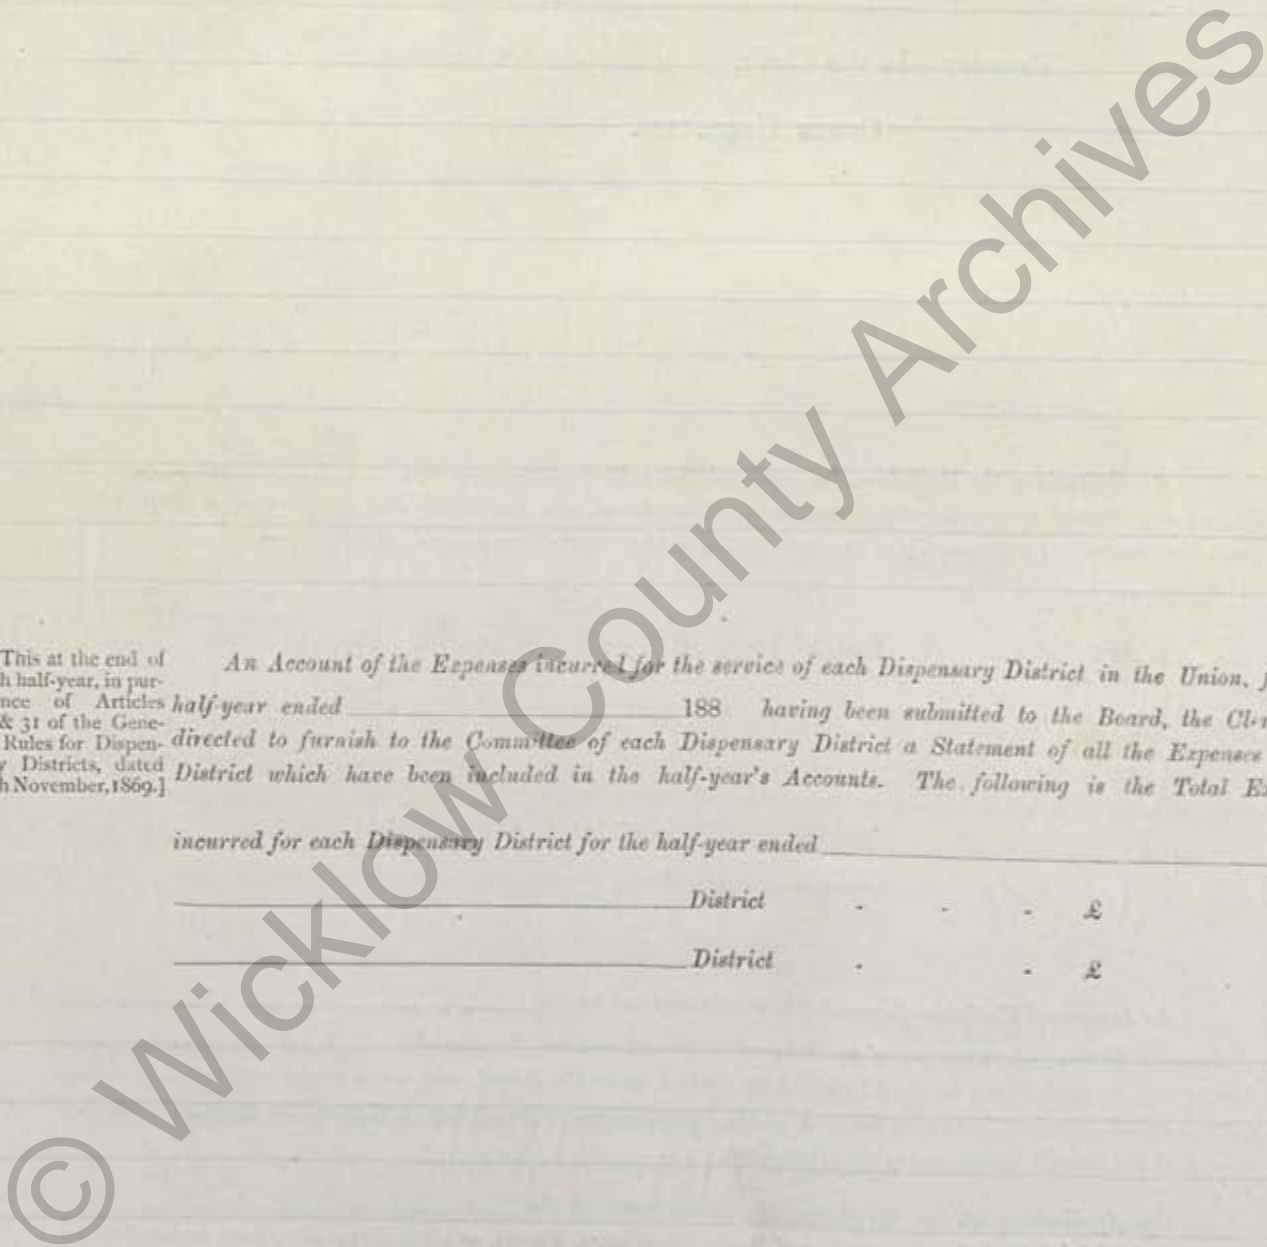 This at the end of
h half-year, in pur-
nce of Articles
& 31 of the Gene-
Rules for Dispen-
y Districts, dated
h November, 1869.]
An Account of the Expenses incurred for the service of each Dispensary District in the Union, f
half-year ended 188 having been submitted to the Board, the Cler
directed to furnish to the Committee of each Dispensary District a Statement of all the Expenses
District which have been included in the half-year's Accounts. The following is the Total Ex
incurred for each Dispensary District for the half-year ended
District - - - £
District - - £
© Wicklow County Archives